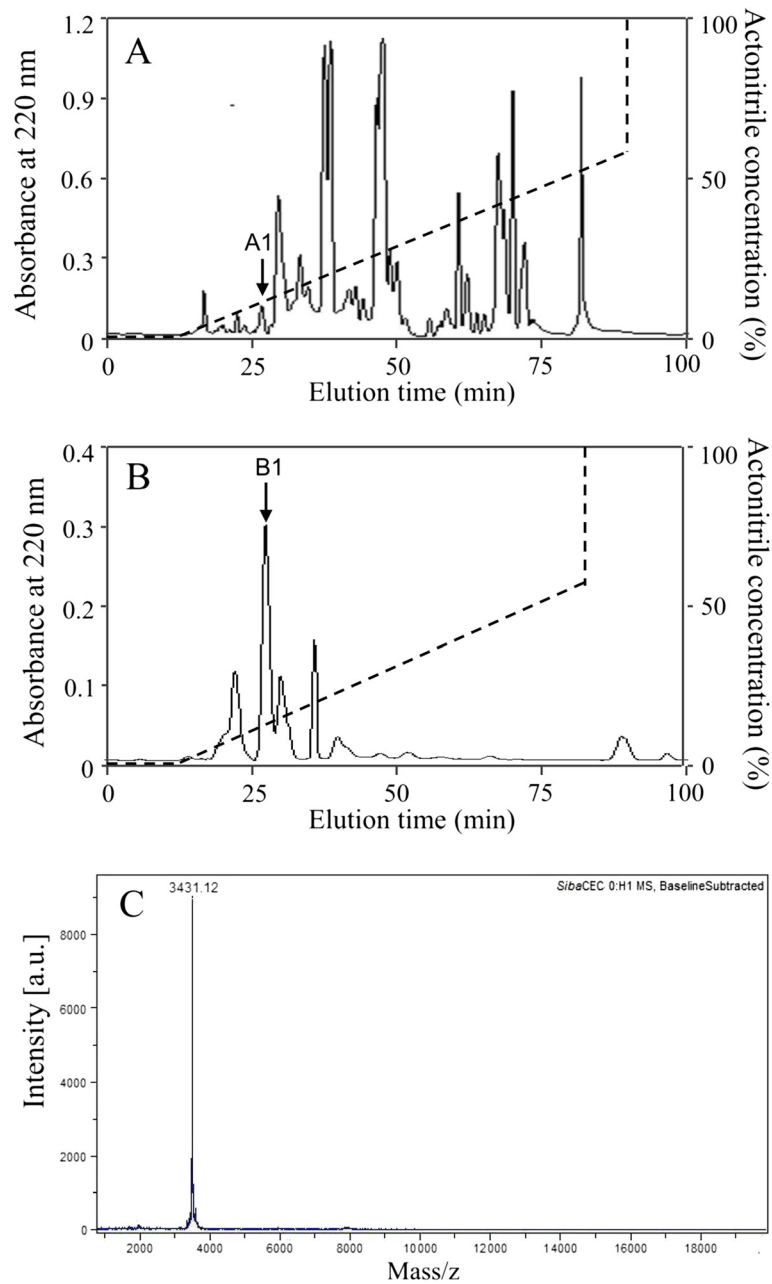 A
A1
1.2
0.9
0.6
0.3
0
100
50
0
0 25 50 75 100
Absorbance at 220 nm
Actonitrile concentration (%)
Elution time (min)
B
B1
0.4
0.3
0.2
0.1
0
100
50
0
0 25 50 75 100
Absorbance at 220 nm
Actonitrile concentration (%)
Elution time (min)
C
3431.12
SibaCEC 0:H1 MS, BaselineSubtracted
8000
6000
4000
2000
0
Intensity [a.u.]
2000 4000 6000 8000 10000 12000 14000 16000 18000
Mass/z